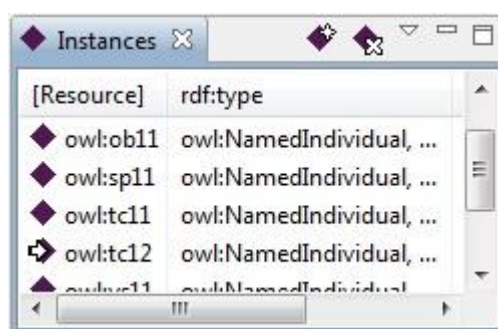 Instances
[Resource] rdf:type
owl:ob11 owl:NamedIndividual, ...
owl:sp11 owl:NamedIndividual, ...
owl:tc11 owl:NamedIndividual, ...
owl:tc12 owl:NamedIndividual, ...